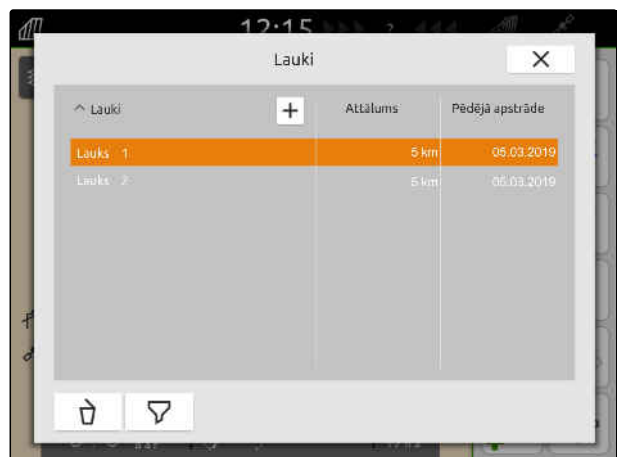 12:15
Lauki
^ Lauki + Attālums Pēdējā apstrāde
Lauks 1 5 km 05.03.2019
Lauks 2 5 km 05.03.2019